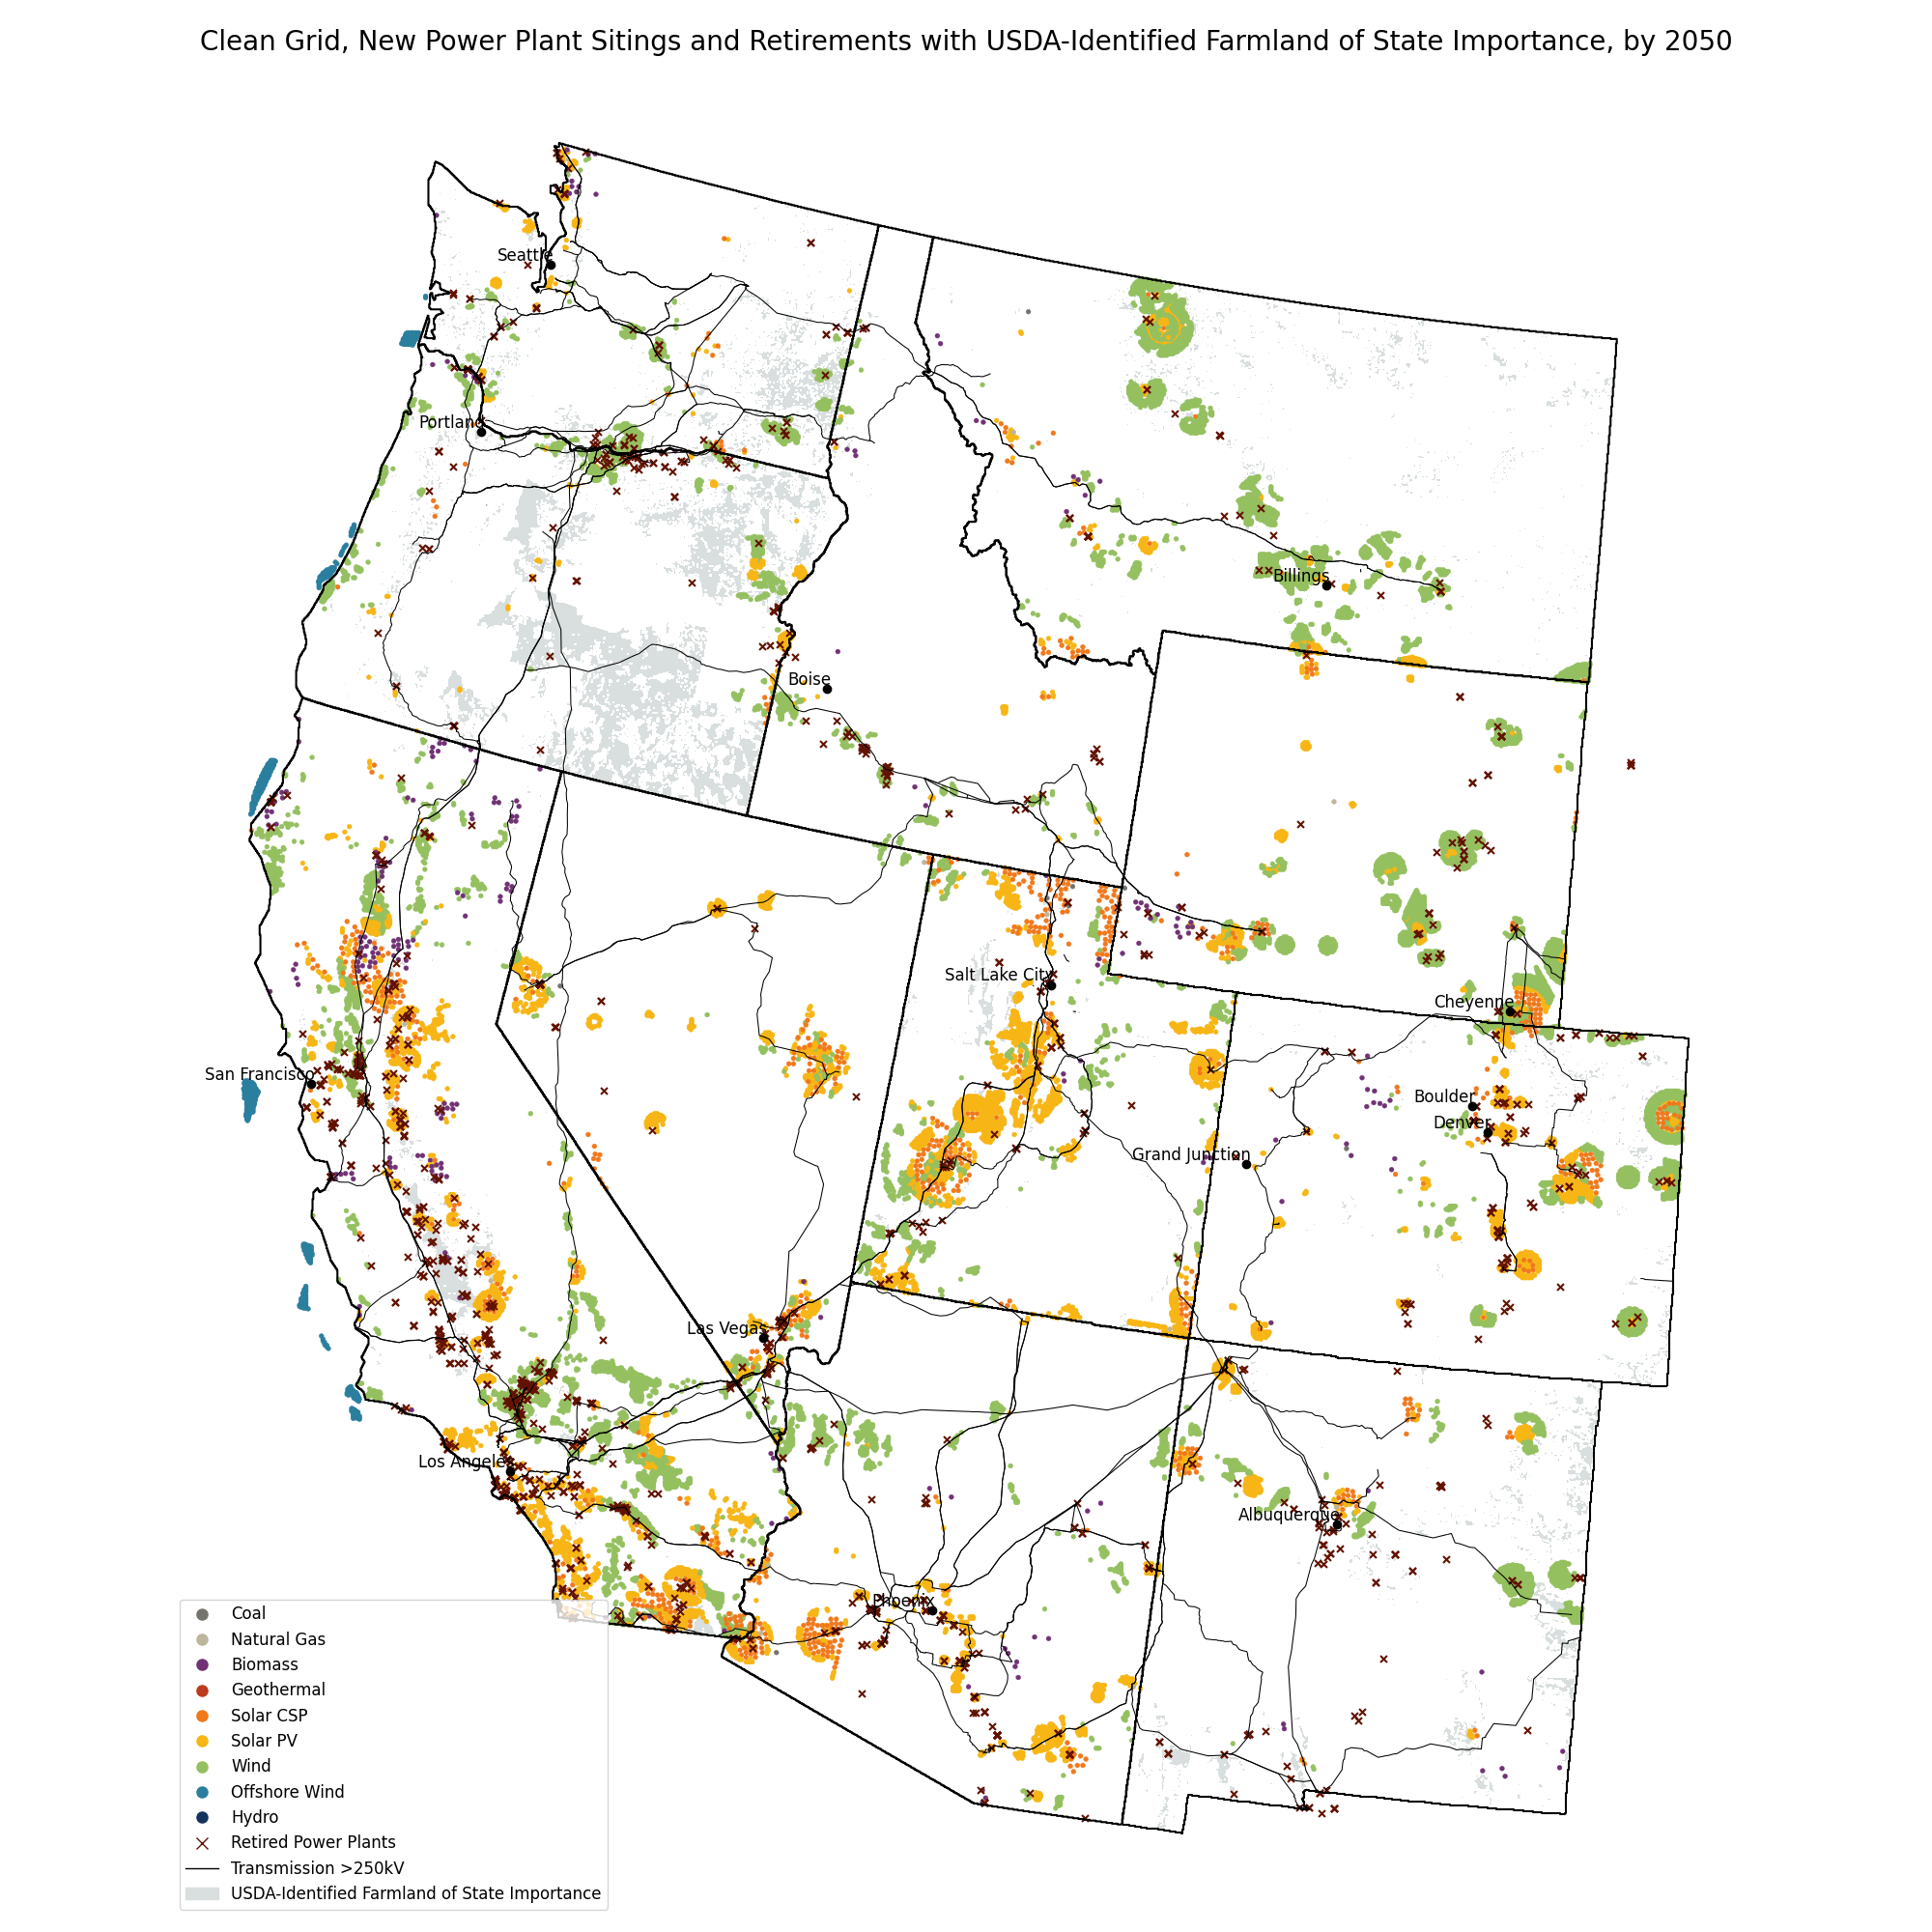 Clean Grid, New Power Plant Sitings and Retirements with USDA-Identified Farmland of State Importance, by 2050
Seattle
Portland
Billings
Boise
Salt Lake City
Cheyenne
San Francisco
Boulder
Denver
Grand Junction
Las Vegas
Los Angeles
Albuquerque
Phoenix
Coal
Natural Gas
Biomass
Geothermal
Solar CSP
Solar PV
Wind
Offshore Wind
Hydro
Retired Power Plants
Transmission >250kV
USDA-Identified Farmland of State Importance